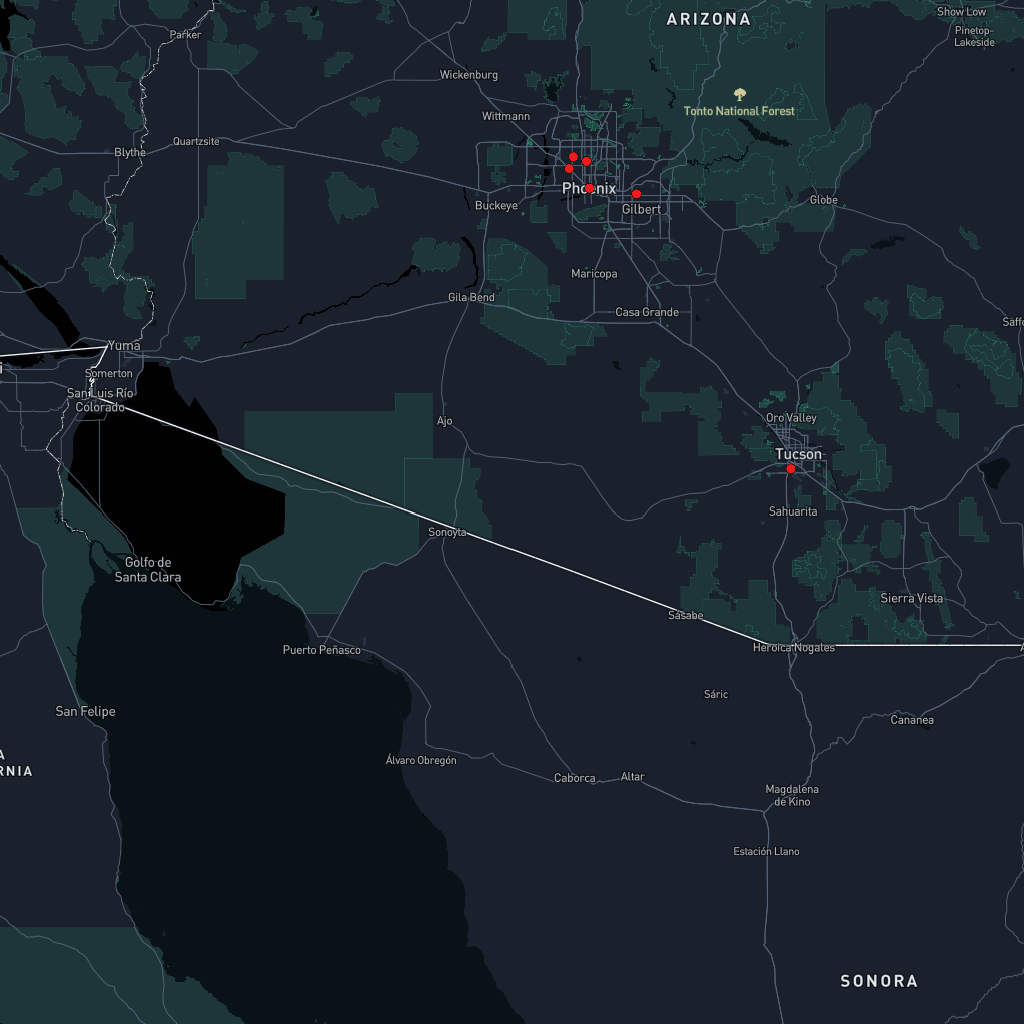 ARIZONA
Show Low
Parker
Pinetop-
Lakeside
Wickenburg
Tonto National Forest
Wittmann
Quartzsite
Blythe
Phoenix
Globe
Buckeye
Gilbert
Maricopa
Gila Bend
Casa Grande
Yuma
Somerton
San Luis Río
Colorado
Ajo
Oro Valley
Tucson
Sahuarita
Sonoyta
Golfo de
Santa Clara
Sierra Vista
Sásabe
Puerto Peñasco
Heroica Nogales
Sáric
San Felipe
Cananea
RNIA
Álvaro Obregón
Caborca
Altar
Magdalena
de Kino
Estación Llano
SONORA